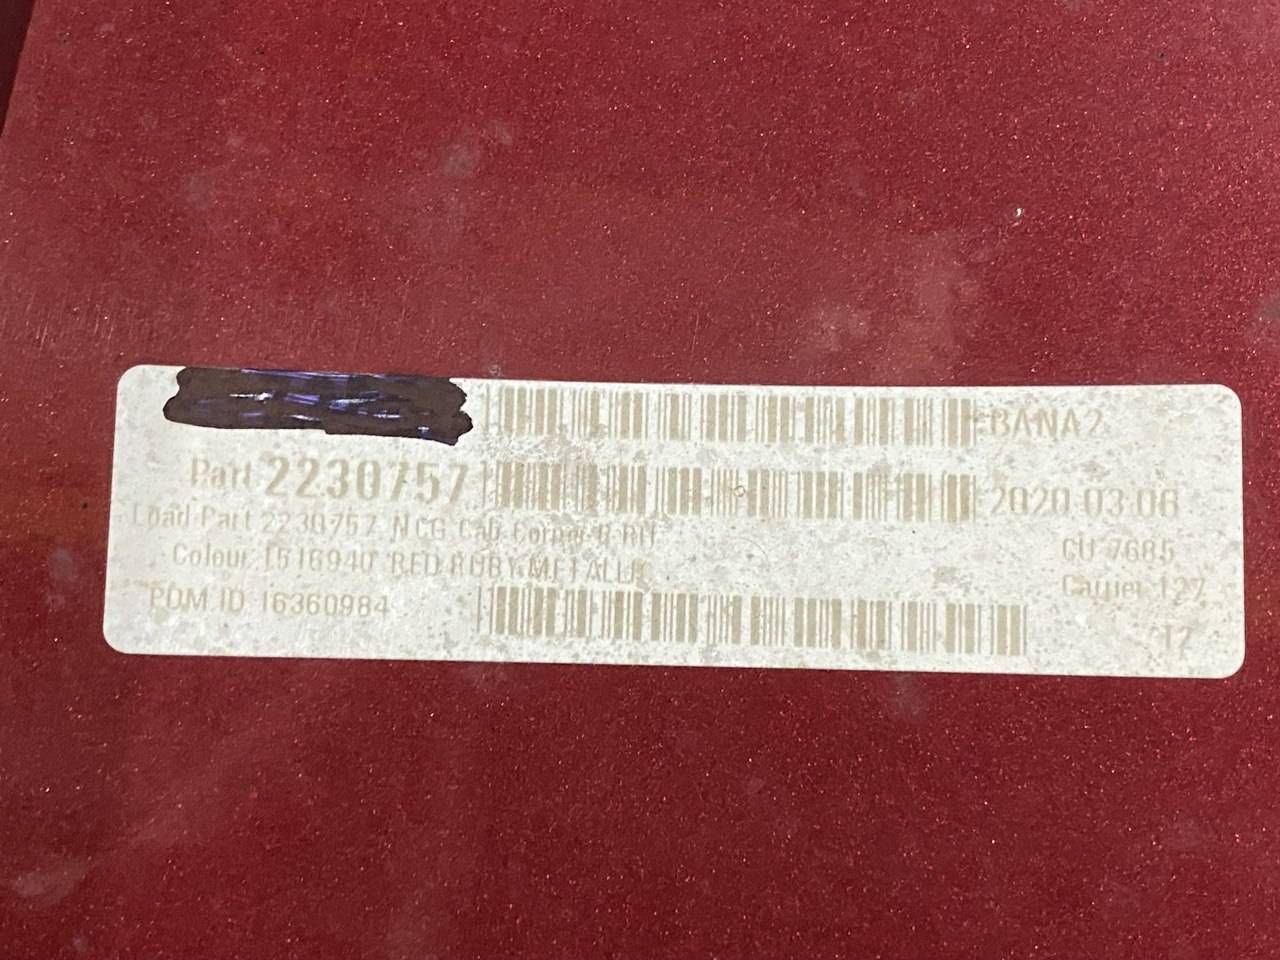 BANA2
Part 2230757
2020 03 06
Load Part 2230757 NCG Cab Corner R RH
CU 7685
Colour 1516940 RED RUBY METALLIC
Carrier 127
PDM ID 16360984
12